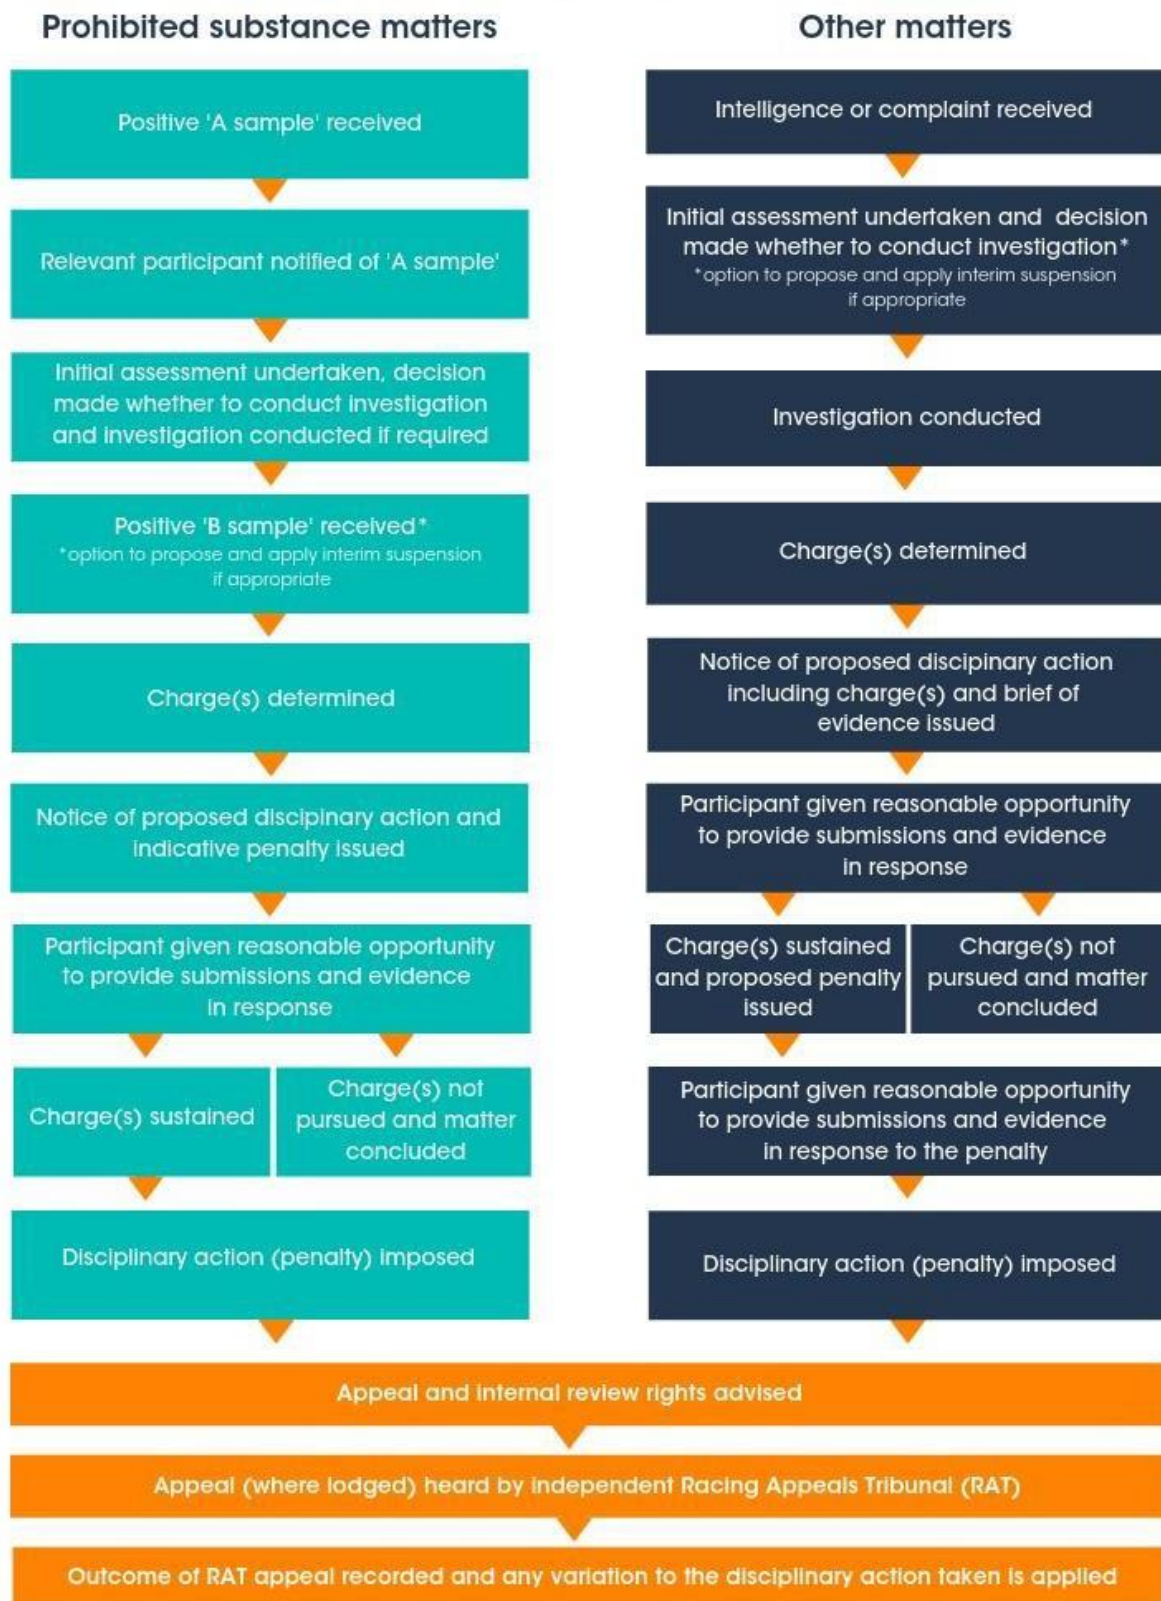 Prohibited substance matters
Positive 'A sample' received
Relevant participant notified of 'A sample'
Initial assessment undertaken, decision
made whether to conduct investigation
and investigation conducted if required
Positive 'B sample' received*
*option to propose and apply interim suspension
if appropriate
Charge(s) determined
Notice of proposed disciplinary action and
indicative penalty issued
Participant given reasonable opportunity
to provide submissions and evidence
in response
Charge(s) sustained
Charge(s) not
pursued and matter
concluded
Disciplinary action (penalty) imposed
Other matters
Intelligence or complaint received
Initial assessment undertaken and decision
made whether to conduct investigation*
*option to propose and apply interim suspension
if appropriate
Investigation conducted
Charge(s) determined
Notice of proposed discipinary action
including charge(s) and brief of
evidence issued
Participant given reasonable opportunity
to provide submissions and evidence
in response
Charge(s) sustained
and proposed penalty
issued
Charge(s) not
pursued and matter
concluded
Participant given reasonable opportunity
to provide submissions and evidence
in response to the penalty
Disciplinary action (penalty) imposed
Appeal and internal review rights advised
Appeal (where lodged) heard by independent Racing Appeals Tribunal (RAT)
Outcome of RAT appeal recorded and any variation to the disciplinary action taken is applied